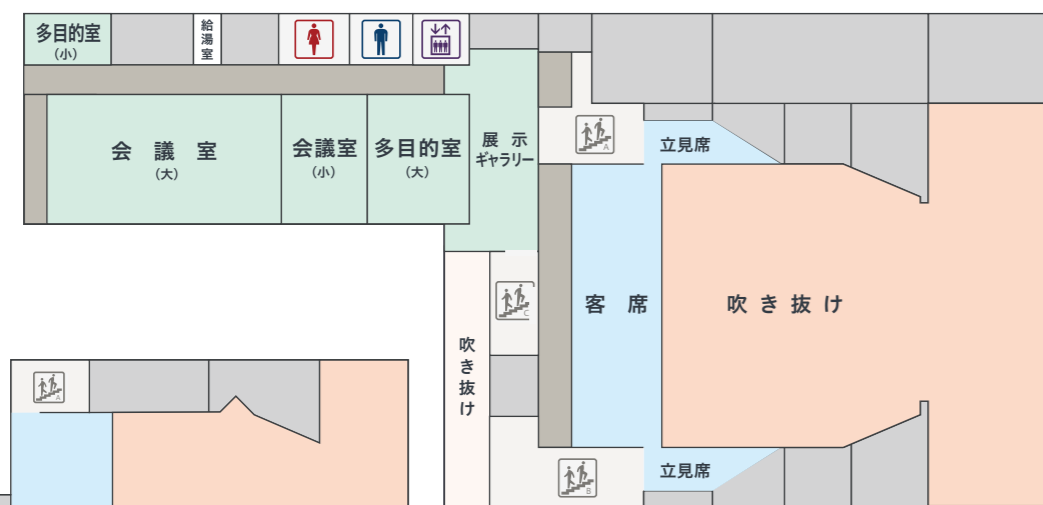 多目的室
(小)
給湯室
会議室
(大)
会議室
(小)
多目的室
(大)
展示
ギャラリー
A
立見席
客席
吹き抜け
C
吹き抜け
A
B
立見席